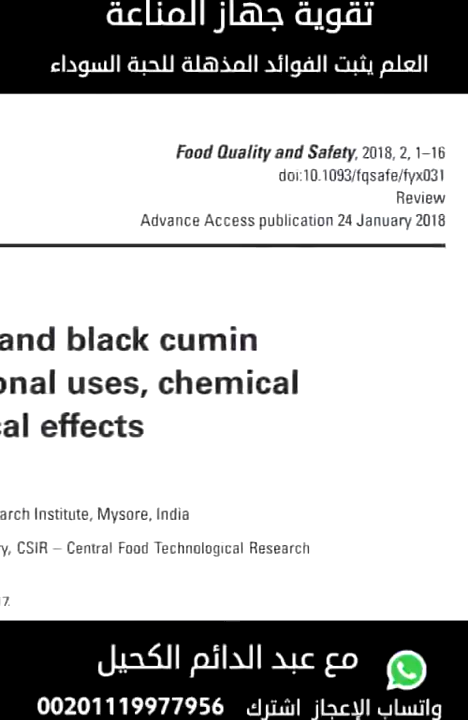 تقوية جهاز المناعة
العلم يثبت الفوائد المذهلة للحبة السوداء
Food Quality and Safety, 2018, 2, 1–16
doi:10.1093/fqsafe/fyx031
Review
Advance Access publication 24 January 2018
and black cumin
onal uses, chemical
cal effects
arch Institute, Mysore, India
ry, CSIR – Central Food Technological Research
17.
مع عبد الدائم الكحيل
واتساب الإعجاز اشترك 00201119977956